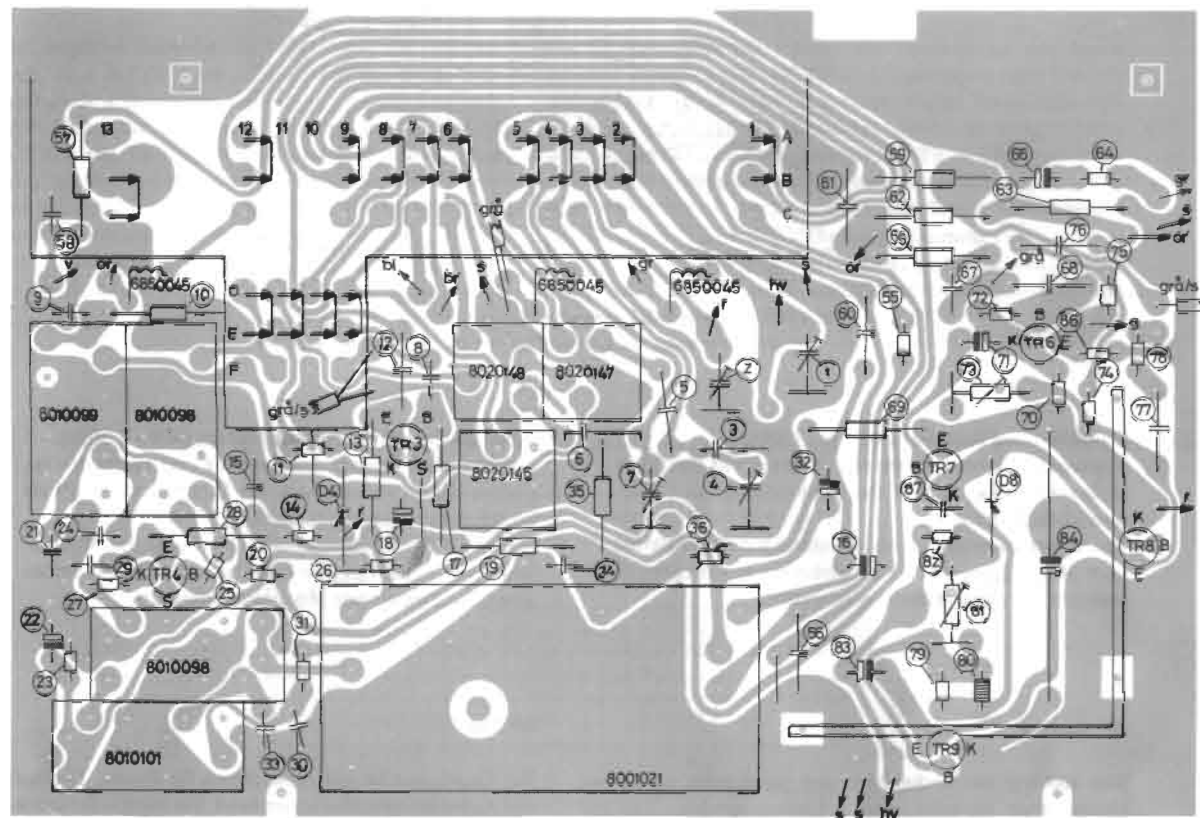 57 13 12 11 10 9 8 7 6 5 4 3 2 1 A
B
C
59 66 64
61 62 63
58 grå 56 76
v or bl br s gr s or or
6850045 6850045 6850045 hv r
67 grå 68 75 grå/s
9 10 D
E
F
12 8 60 55 72 K TR6 E 86 78
8020148 8020147 2 1
73 71 74
8010099 8010098 grå/s 5 70 77
E B
TR3
K S
11 13 6 3 69
E
B TR7
K
15 D4 r 8020146 35 7 4 32 87 D8 r
21 24 28 14 18 36 82 84 K
TR8 B
E
E
K TR4 B
S
29 20 26 17 19 34 16
27 25
22 31 81
23 8010098 56 83 79 80
8010101 33 30 E TR9 K
B
8001021
s s hv